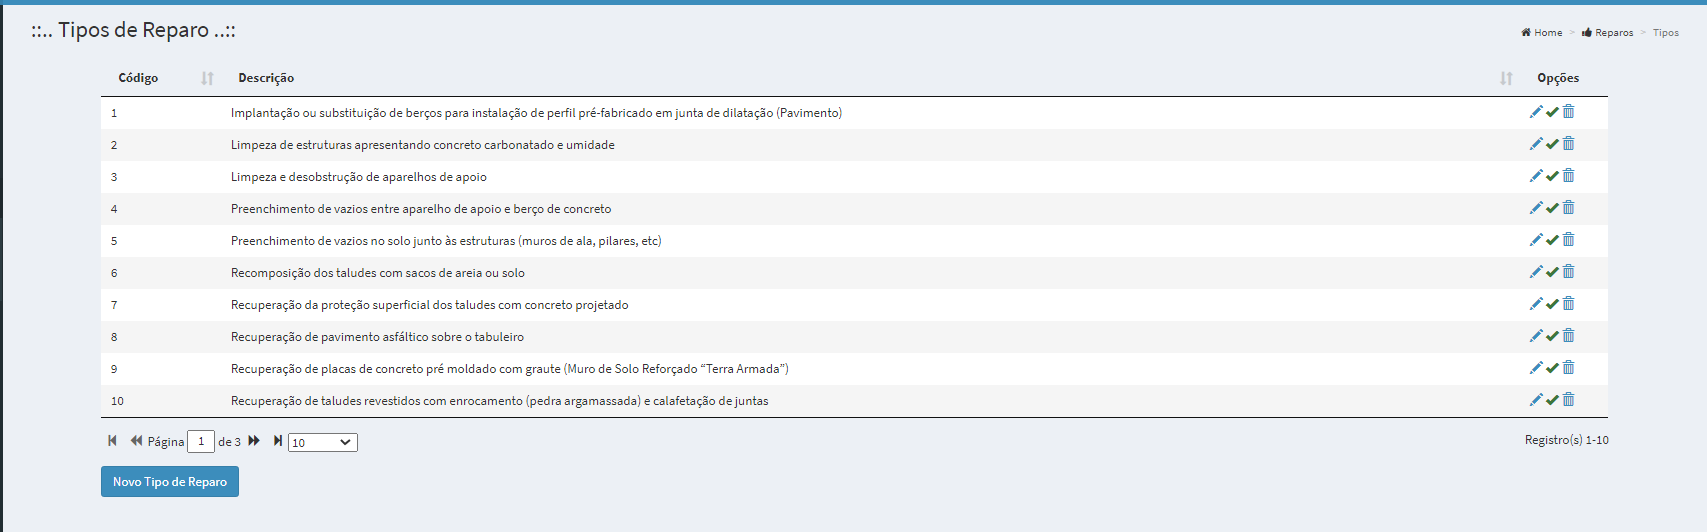 ::.. Tipos de Reparo ..::
Home > Reparos > Tipos
Código Descrição Opções
1 Implantação ou substituição de berços para instalação de perfil pré-fabricado em junta de dilatação (Pavimento)
2 Limpeza de estruturas apresentando concreto carbonatado e umidade
3 Limpeza e desobstrução de aparelhos de apoio
4 Preenchimento de vazios entre aparelho de apoio e berço de concreto
5 Preenchimento de vazios no solo junto às estruturas (muros de ala, pilares, etc)
6 Recomposição dos taludes com sacos de areia ou solo
7 Recuperação da proteção superficial dos taludes com concreto projetado
8 Recuperação de pavimento asfáltico sobre o tabuleiro
9 Recuperação de placas de concreto pré moldado com graute (Muro de Solo Reforçado “Terra Armada”)
10 Recuperação de taludes revestidos com enrocamento (pedra argamassada) e calafetação de juntas
Página 1 de 3 10 Registro(s) 1-10
Novo Tipo de Reparo